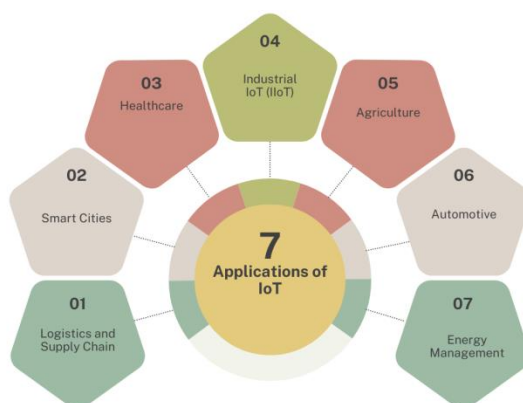 7
Applications of
IoT
01
Logistics and
Supply Chain
02
Smart Cities
03
Healthcare
04
Industrial
IoT (IIoT)
05
Agriculture
06
Automotive
07
Energy
Management